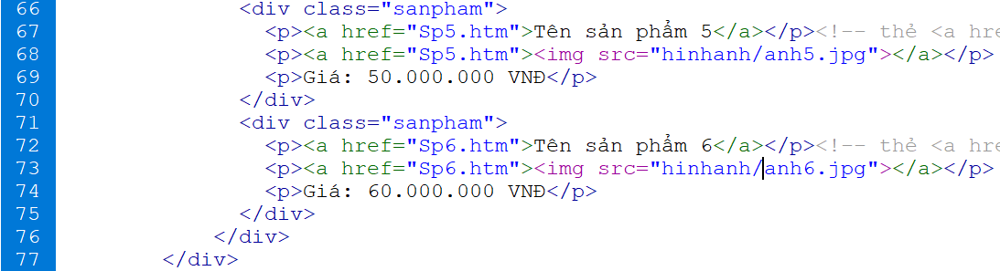 66 <div class="sanpham">
67 <p><a href="Sp5.htm">Tên sản phẩm 5</a></p><!-- thẻ <a hre
68 <p><a href="Sp5.htm"><img src="hinhanh/anh5.jpg"></a></p>
69 <p>Giá: 50.000.000 VNĐ</p>
70 </div>
71 <div class="sanpham">
72 <p><a href="Sp6.htm">Tên sản phẩm 6</a></p><!-- thẻ <a hre
73 <p><a href="Sp6.htm"><img src="hinhanh/anh6.jpg"></a></p>
74 <p>Giá: 60.000.000 VNĐ</p>
75 </div>
76 </div>
77 </div>